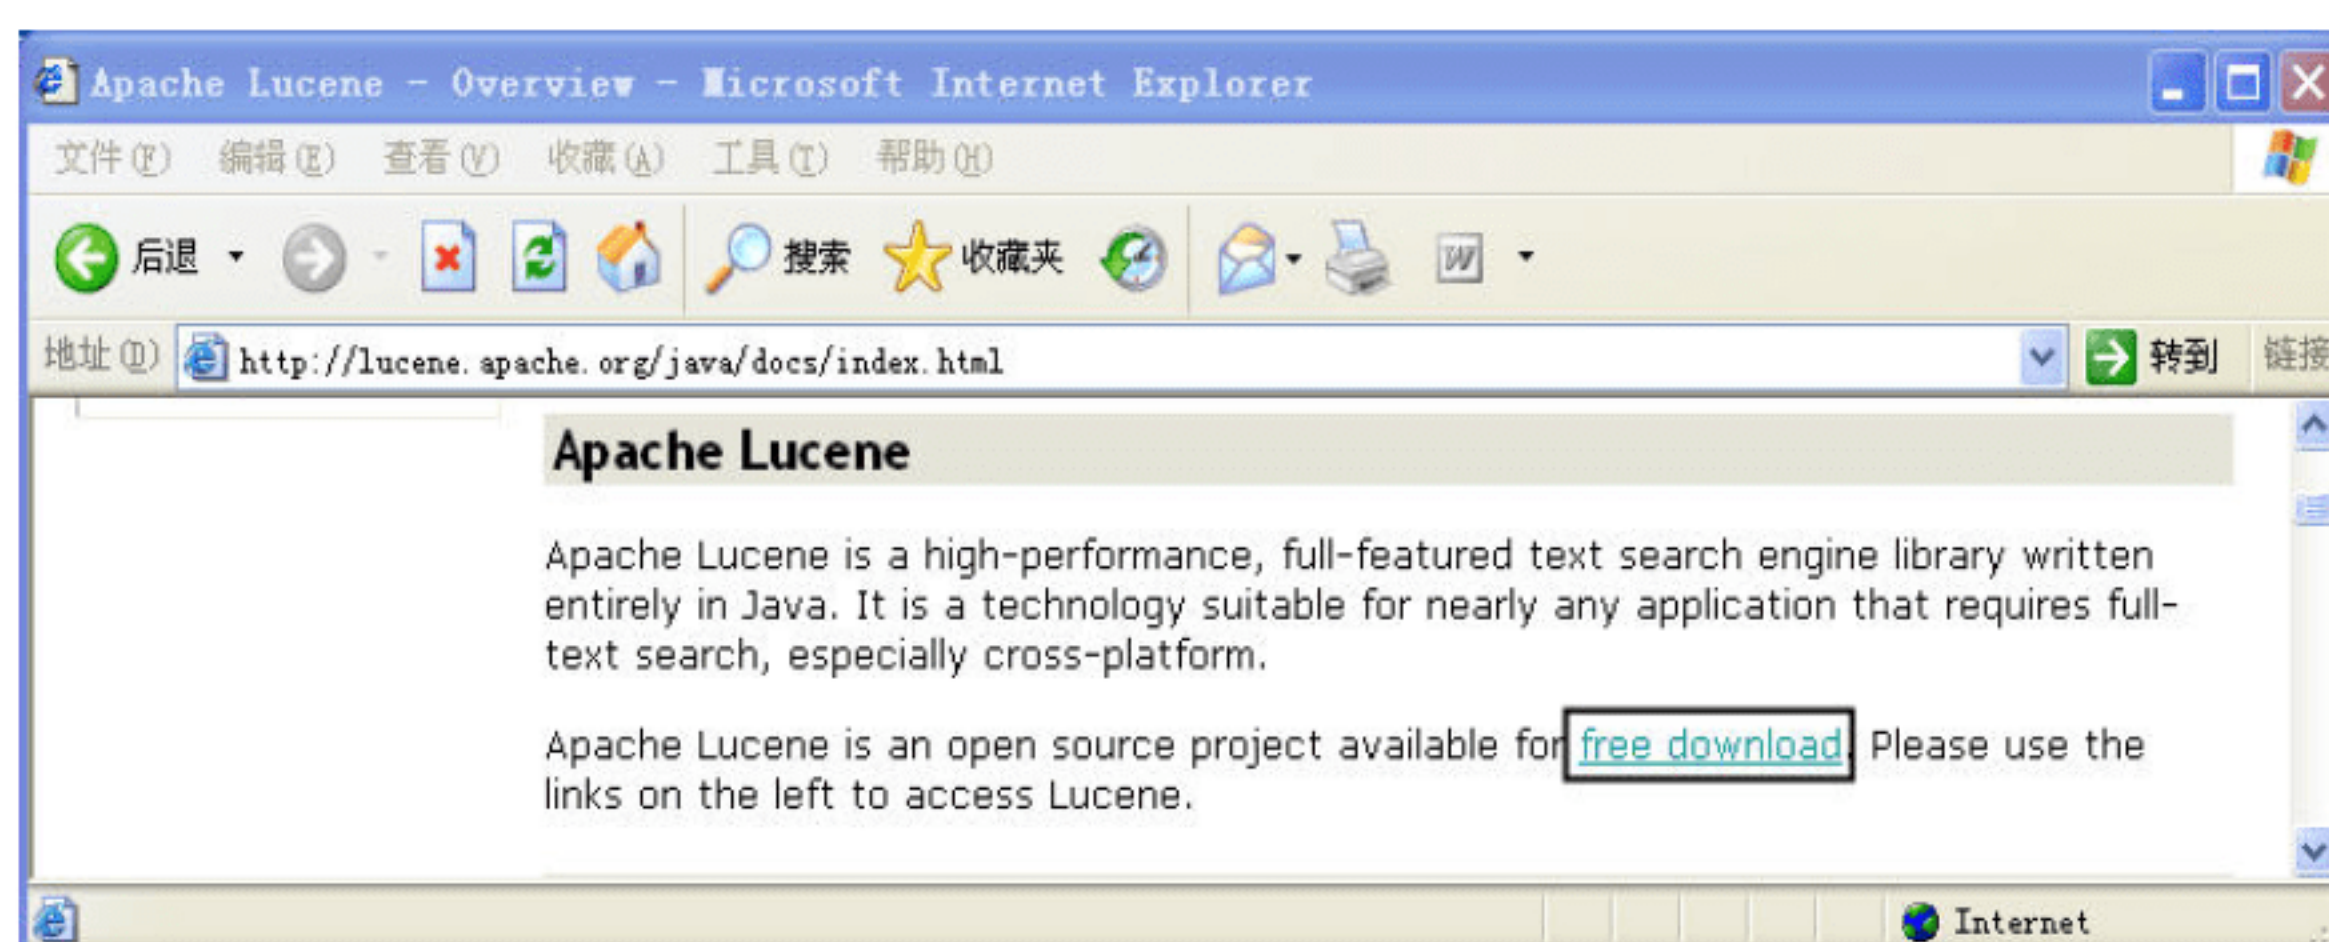 Apache Lucene - Overview - Microsoft Internet Explorer
文件(F) 编辑(E) 查看(V) 收藏(A) 工具(T) 帮助(H)
后退 搜索 收藏夹
地址(D) http://lucene.apache.org/java/docs/index.html 转到 链接
Apache Lucene
Apache Lucene is a high-performance, full-featured text search engine library written
entirely in Java. It is a technology suitable for nearly any application that requires full-
text search, especially cross-platform.
Apache Lucene is an open source project available for free download. Please use the
links on the left to access Lucene.
Internet